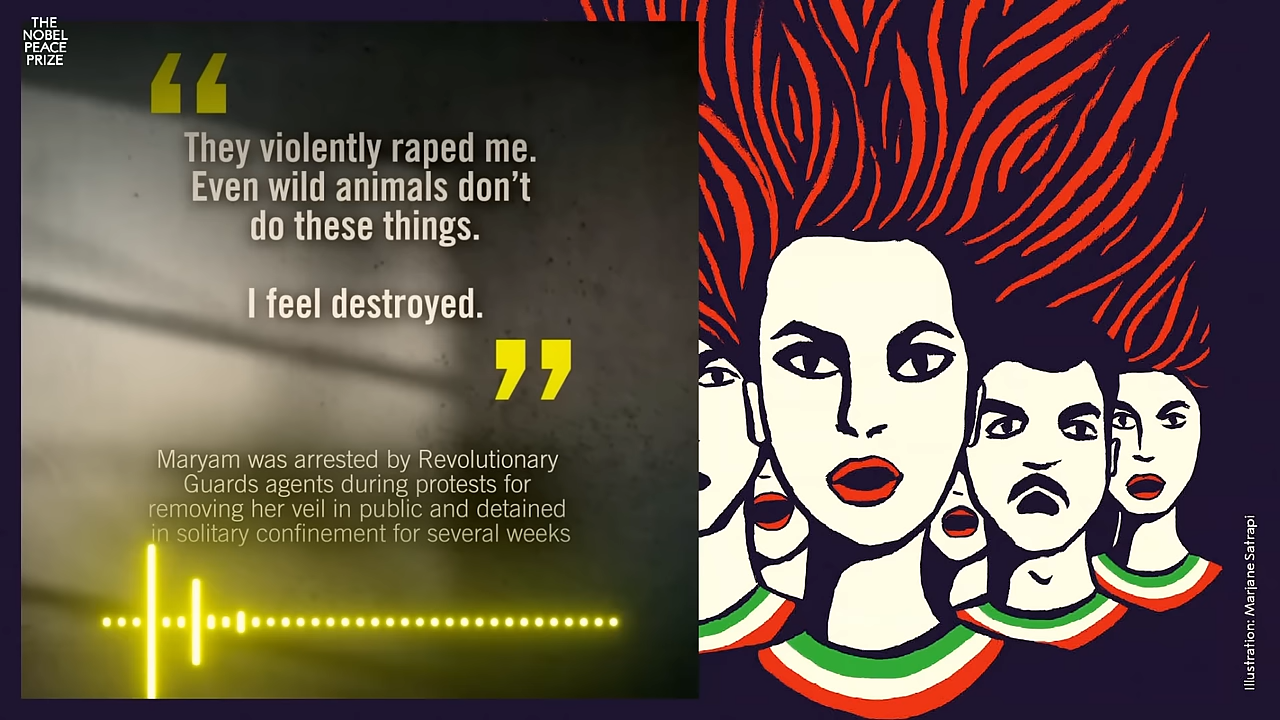 THE
NOBEL
PEACE
PRIZE
“
They violently raped me.
Even wild animals don’t
do these things.
I feel destroyed.
”
Maryam was arrested by Revolutionary
Guards agents during protests for
removing her veil in public and detained
in solitary confinement for several weeks
Illustration: Marjane Satrapi